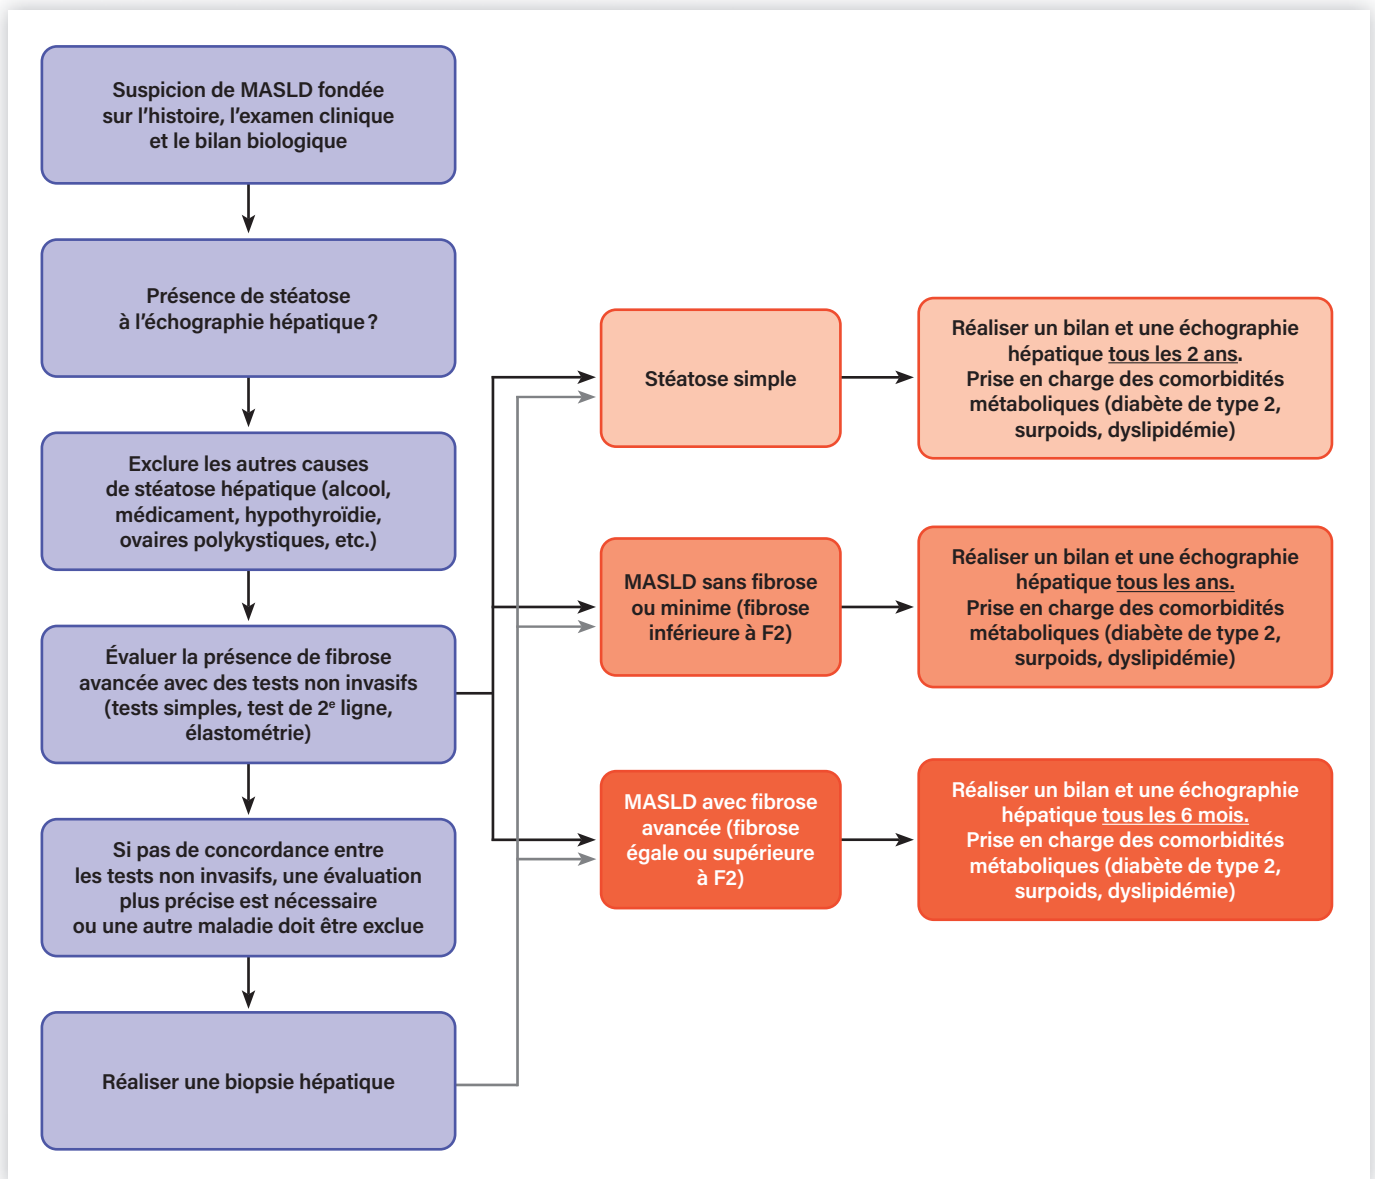 Suspicion de MASLD fondée
sur l'histoire, l'examen clinique
et le bilan biologique
Présence de stéatose
à l'échographie hépatique ?
Exclure les autres causes
de stéatose hépatique (alcool,
médicament, hypothyroïdie,
ovaires polykystiques, etc.)
Évaluer la présence de fibrose
avancée avec des tests non invasifs
(tests simples, test de 2e ligne,
élastométrie)
Si pas de concordance entre
les tests non invasifs, une évaluation
plus précise est nécessaire
ou une autre maladie doit être exclue
Réaliser une biopsie hépatique
Stéatose simple
Réaliser un bilan et une échographie
hépatique tous les 2 ans.
Prise en charge des comorbidités
métaboliques (diabète de type 2,
surpoids, dyslipidémie)
MASLD sans fibrose
ou minime (fibrose
inférieure à F2)
Réaliser un bilan et une échographie
hépatique tous les ans.
Prise en charge des comorbidités
métaboliques (diabète de type 2,
surpoids, dyslipidémie)
MASLD avec fibrose
avancée (fibrose
égale ou supérieure
à F2)
Réaliser un bilan et une échographie
hépatique tous les 6 mois.
Prise en charge des comorbidités
métaboliques (diabète de type 2,
surpoids, dyslipidémie)